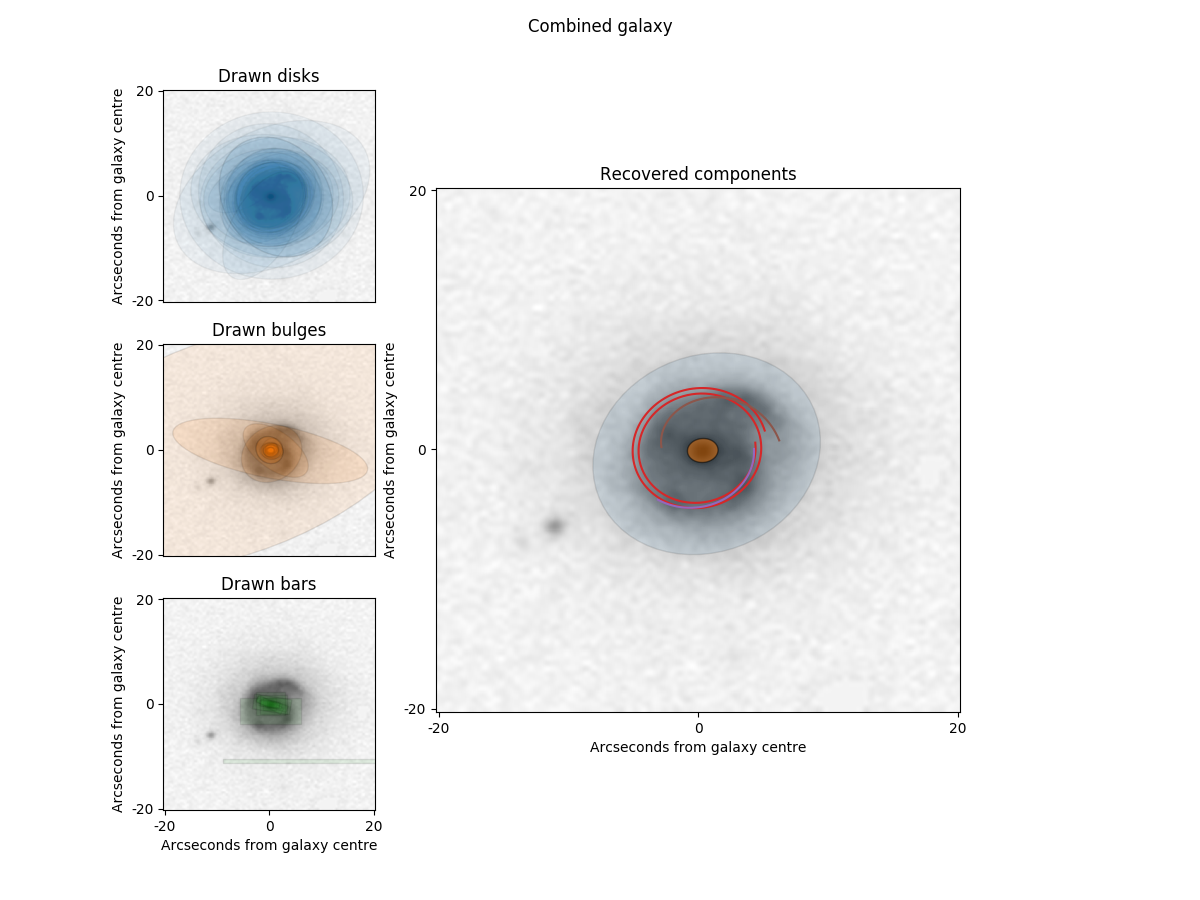 Combined galaxy
Drawn disks
Arcseconds from galaxy centre
20
0
-20
Drawn bulges
Arcseconds from galaxy centre
20
0
-20
Drawn bars
Arcseconds from galaxy centre
20
0
-20
-20 0 20
Arcseconds from galaxy centre
Recovered components
Arcseconds from galaxy centre
20
0
-20
-20 0 20
Arcseconds from galaxy centre